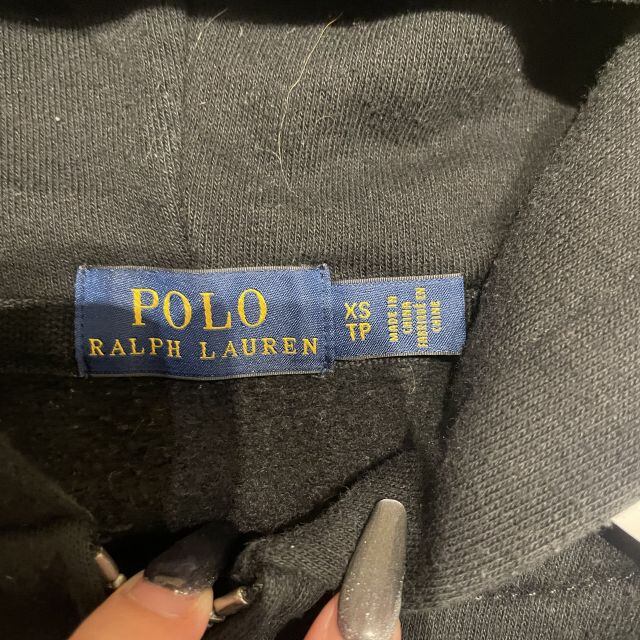 POLO
RALPH LAUREN
XS
TP
MADE IN
CHINA
FABRIQUÉ EN
CHINE